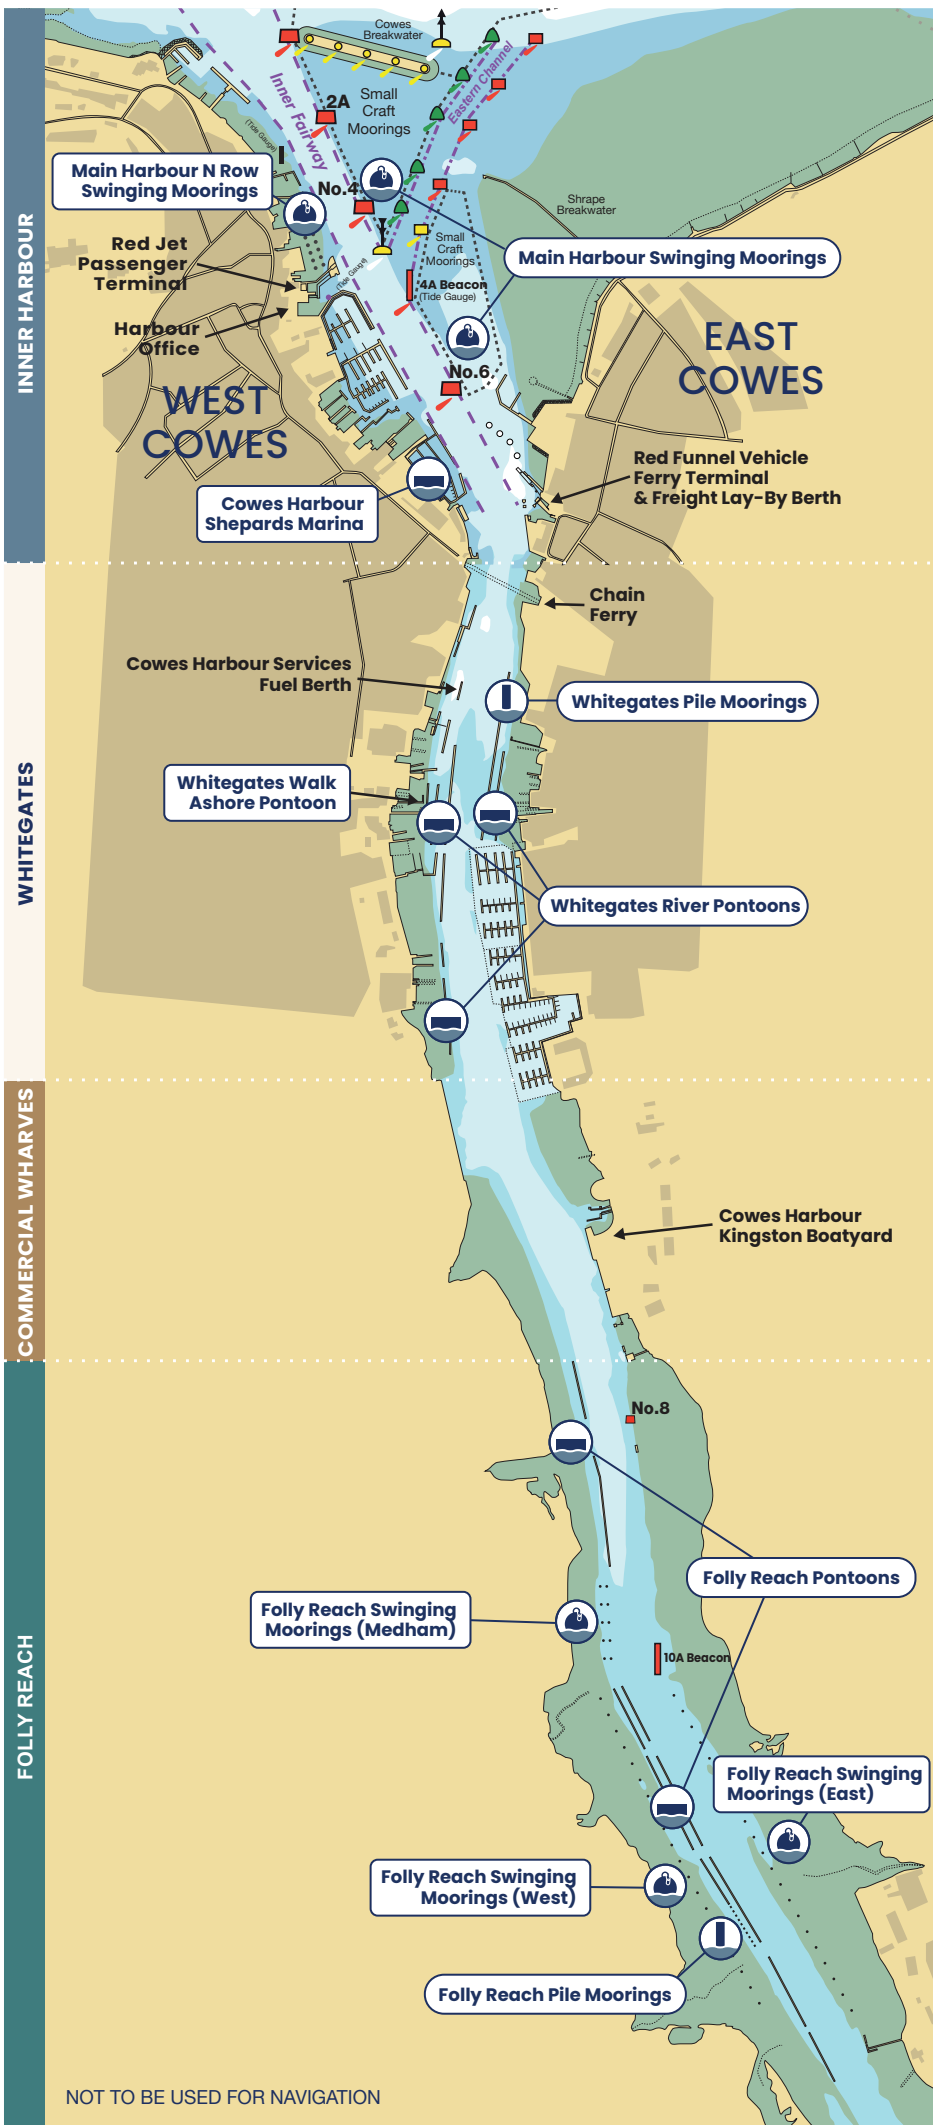 Cowes
Breakwater
Inner Fairway
Eastern Channel
2A
Small
Craft
Moorings
(Tide Gauge)
Main Harbour N Row
Swinging Moorings
No.4
Shrape
Breakwater
Red Jet
Passenger
Terminal
Small
Craft
Moorings
Main Harbour Swinging Moorings
(Tide Gauge)
4A Beacon
(Tide Gauge)
Harbour
Office
INNER HARBOUR
EAST
COWES
No.6
WEST
COWES
Red Funnel Vehicle
Ferry Terminal
& Freight Lay-By Berth
Cowes Harbour
Shepards Marina
Chain
Ferry
Cowes Harbour Services
Fuel Berth
Whitegates Pile Moorings
Whitegates Walk
Ashore Pontoon
WHITEGATES
Whitegates River Pontoons
COMMERCIAL WHARVES
Cowes Harbour
Kingston Boatyard
No.8
Folly Reach Pontoons
Folly Reach Swinging
Moorings (Medham)
10A Beacon
FOLLY REACH
Folly Reach Swinging
Moorings (East)
Folly Reach Swinging
Moorings (West)
Folly Reach Pile Moorings
NOT TO BE USED FOR NAVIGATION